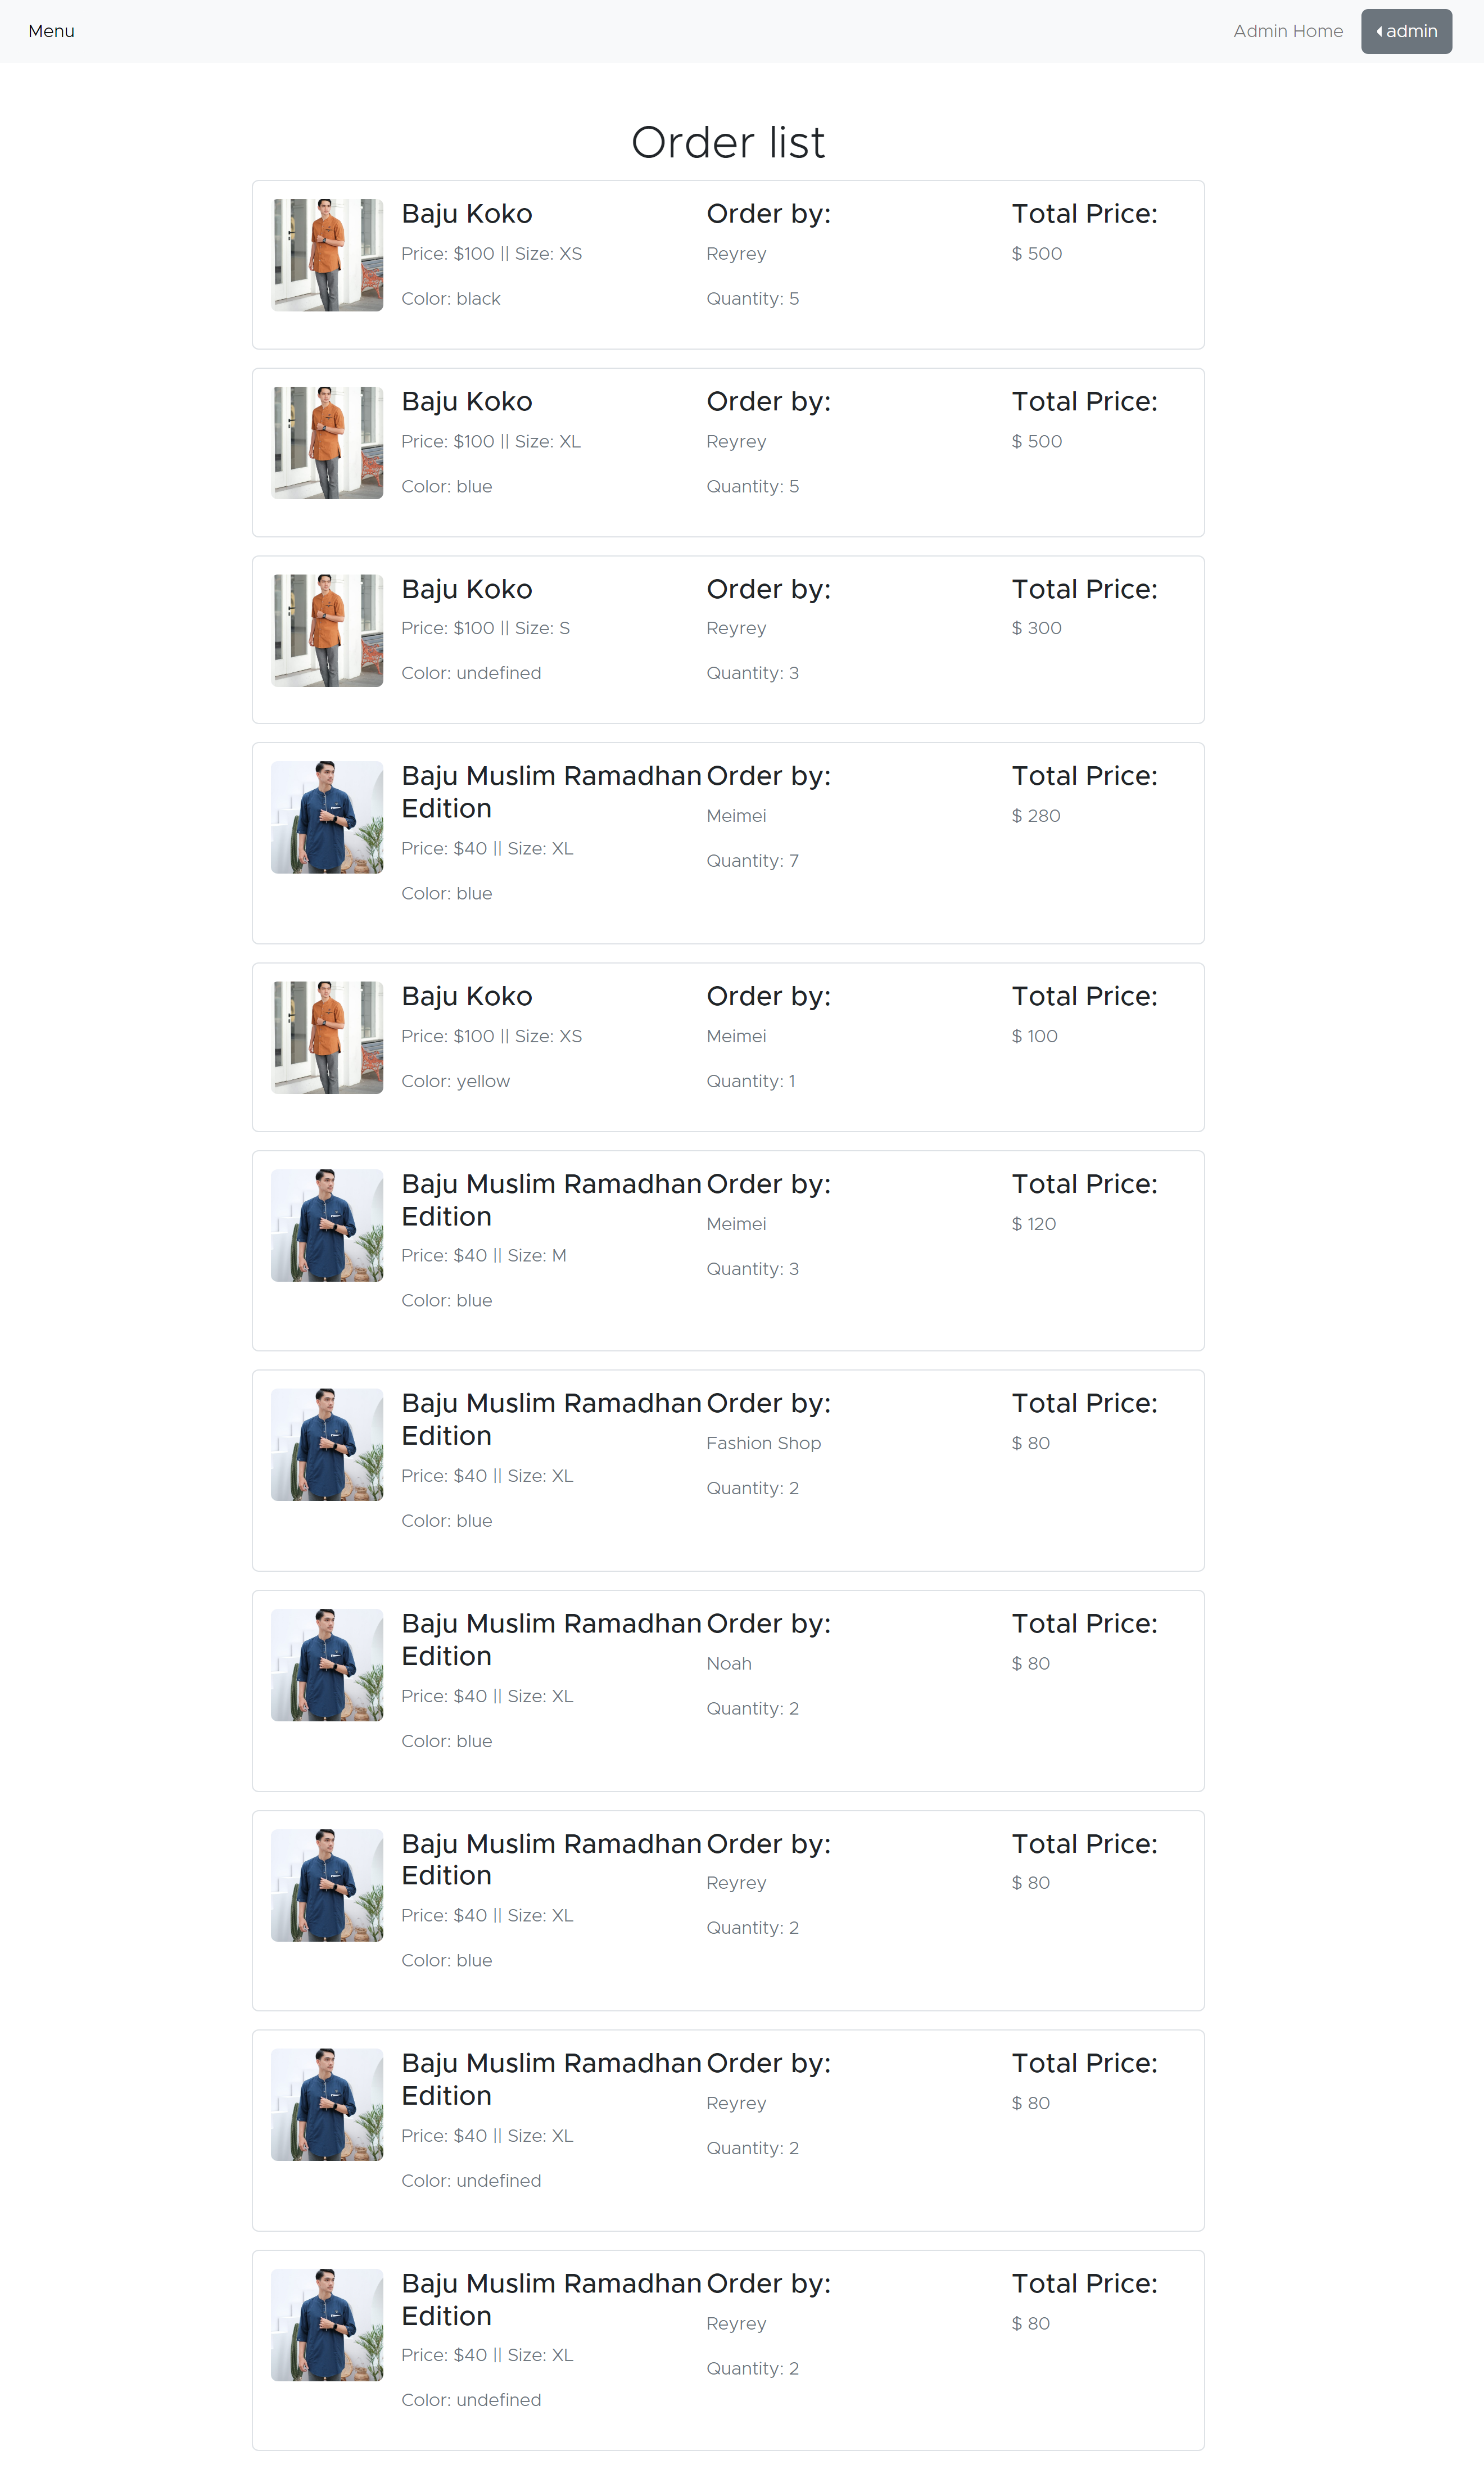 Menu
Admin Home
admin
Order list
Baju Koko
Price: $100 || Size: XS
Color: black
Order by:
Reyrey
Quantity: 5
Total Price:
$ 500
Baju Koko
Price: $100 || Size: XL
Color: blue
Order by:
Reyrey
Quantity: 5
Total Price:
$ 500
Baju Koko
Price: $100 || Size: S
Color: undefined
Order by:
Reyrey
Quantity: 3
Total Price:
$ 300
Baju Muslim Ramadhan
Edition
Price: $40 || Size: XL
Color: blue
Order by:
Meimei
Quantity: 7
Total Price:
$ 280
Baju Koko
Price: $100 || Size: XS
Color: yellow
Order by:
Meimei
Quantity: 1
Total Price:
$ 100
Baju Muslim Ramadhan
Edition
Price: $40 || Size: M
Color: blue
Order by:
Meimei
Quantity: 3
Total Price:
$ 120
Baju Muslim Ramadhan
Edition
Price: $40 || Size: XL
Color: blue
Order by:
Fashion Shop
Quantity: 2
Total Price:
$ 80
Baju Muslim Ramadhan
Edition
Price: $40 || Size: XL
Color: blue
Order by:
Noah
Quantity: 2
Total Price:
$ 80
Baju Muslim Ramadhan
Edition
Price: $40 || Size: XL
Color: blue
Order by:
Reyrey
Quantity: 2
Total Price:
$ 80
Baju Muslim Ramadhan
Edition
Price: $40 || Size: XL
Color: undefined
Order by:
Reyrey
Quantity: 2
Total Price:
$ 80
Baju Muslim Ramadhan
Edition
Price: $40 || Size: XL
Color: undefined
Order by:
Reyrey
Quantity: 2
Total Price:
$ 80